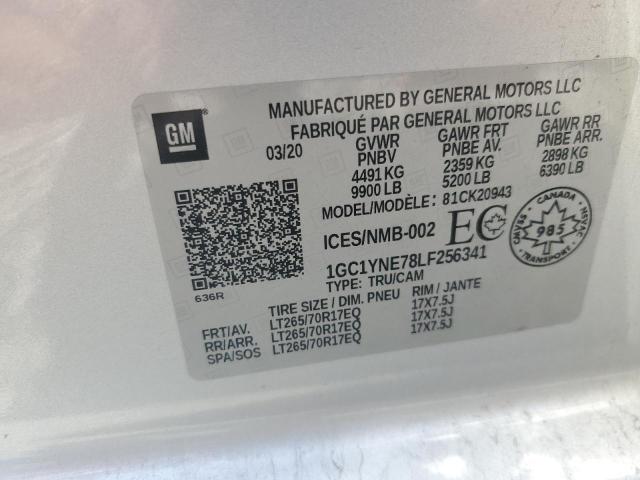 MANUFACTURED BY GENERAL MOTORS LLC
FABRIQUÉ PAR GENERAL MOTORS LLC
GM
03/20 GVWR PNBV GAWR FRT PNBE AV. GAWR RR PNBE ARR.
4491 KG 2359 KG 2898 KG
9900 LB 5200 LB 6390 LB
MODEL/MODÈLE: 81CK20943
ICES/NMB-002 EC
CANADA CMVSS 985 NSVAC TRANSPORT
1GC1YNE78LF256341
TYPE: TRU/CAM
636R
TIRE SIZE / DIM. PNEU RIM / JANTE
FRT/AV. LT265/70R17EQ 17X7.5J
RR/ARR. LT265/70R17EQ 17X7.5J
SPA/SOS LT265/70R17EQ 17X7.5J